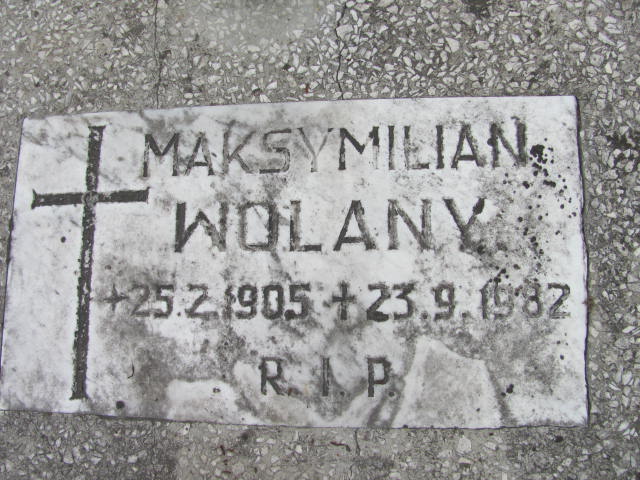 MAKSYMILIAN
WOLANY
+25.2.1905 +23.9.1982
R.I.P.